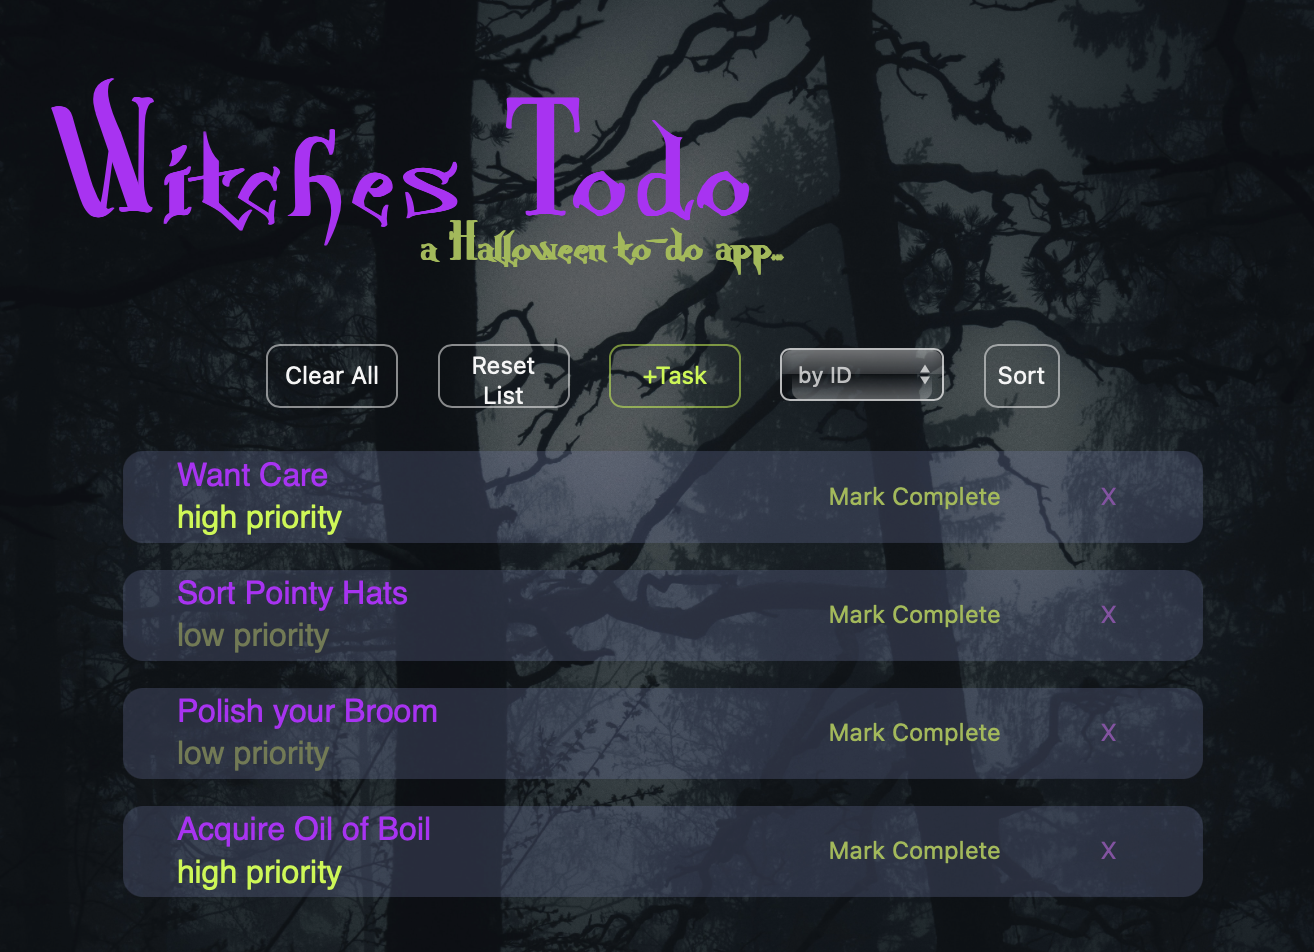 Witches Todo
a Halloween to-do app...
Clear All
Reset
List
+Task
by ID
Sort
Want Care
high priority
Mark Complete
X
Sort Pointy Hats
low priority
Mark Complete
X
Polish your Broom
low priority
Mark Complete
X
Acquire Oil of Boil
high priority
Mark Complete
X